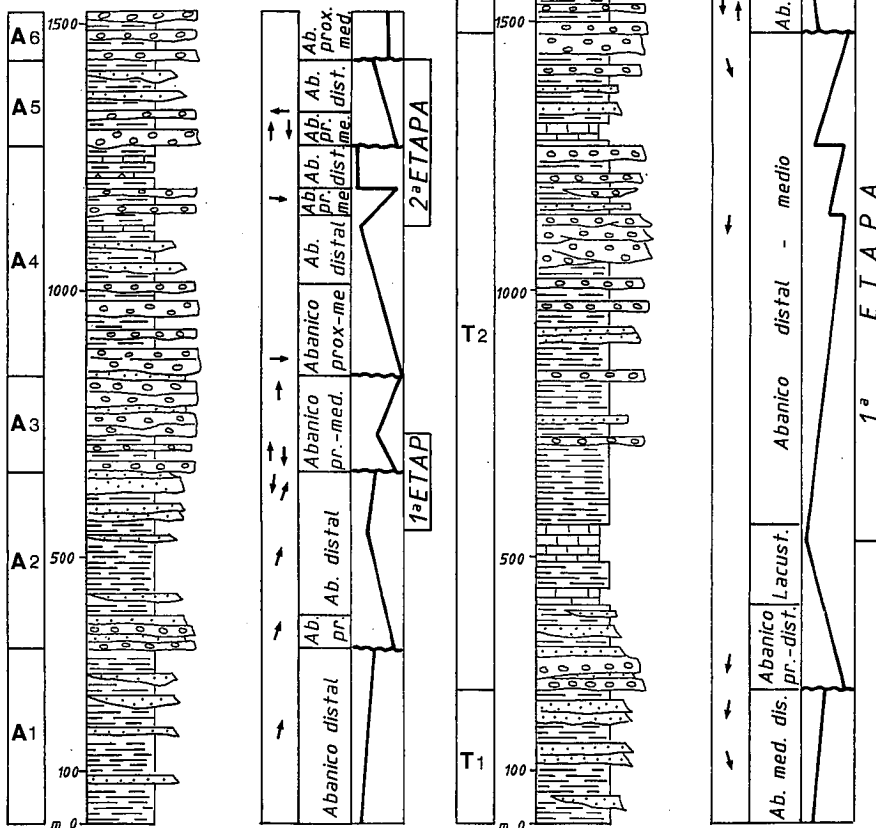 A6
A5
A4
A3
A2
A1
1500
1000
500
100
m 0
Ab. prox. med.
Ab. dist.
Ab. pr. me.
Ab. dist.
Ab. pr. me
Ab. distal
Abanico prox-me
Abanico pr.-med.
Ab. distal
Ab. pr.
Abanico distal
2ª ETAPA
1ª ETAP
T2
T1
1500
1000
500
100
m 0
Ab.
Abanico distal - medio
Lacust.
Abanico pr.-dist.
Ab. med. dis.
1ª ETAPA